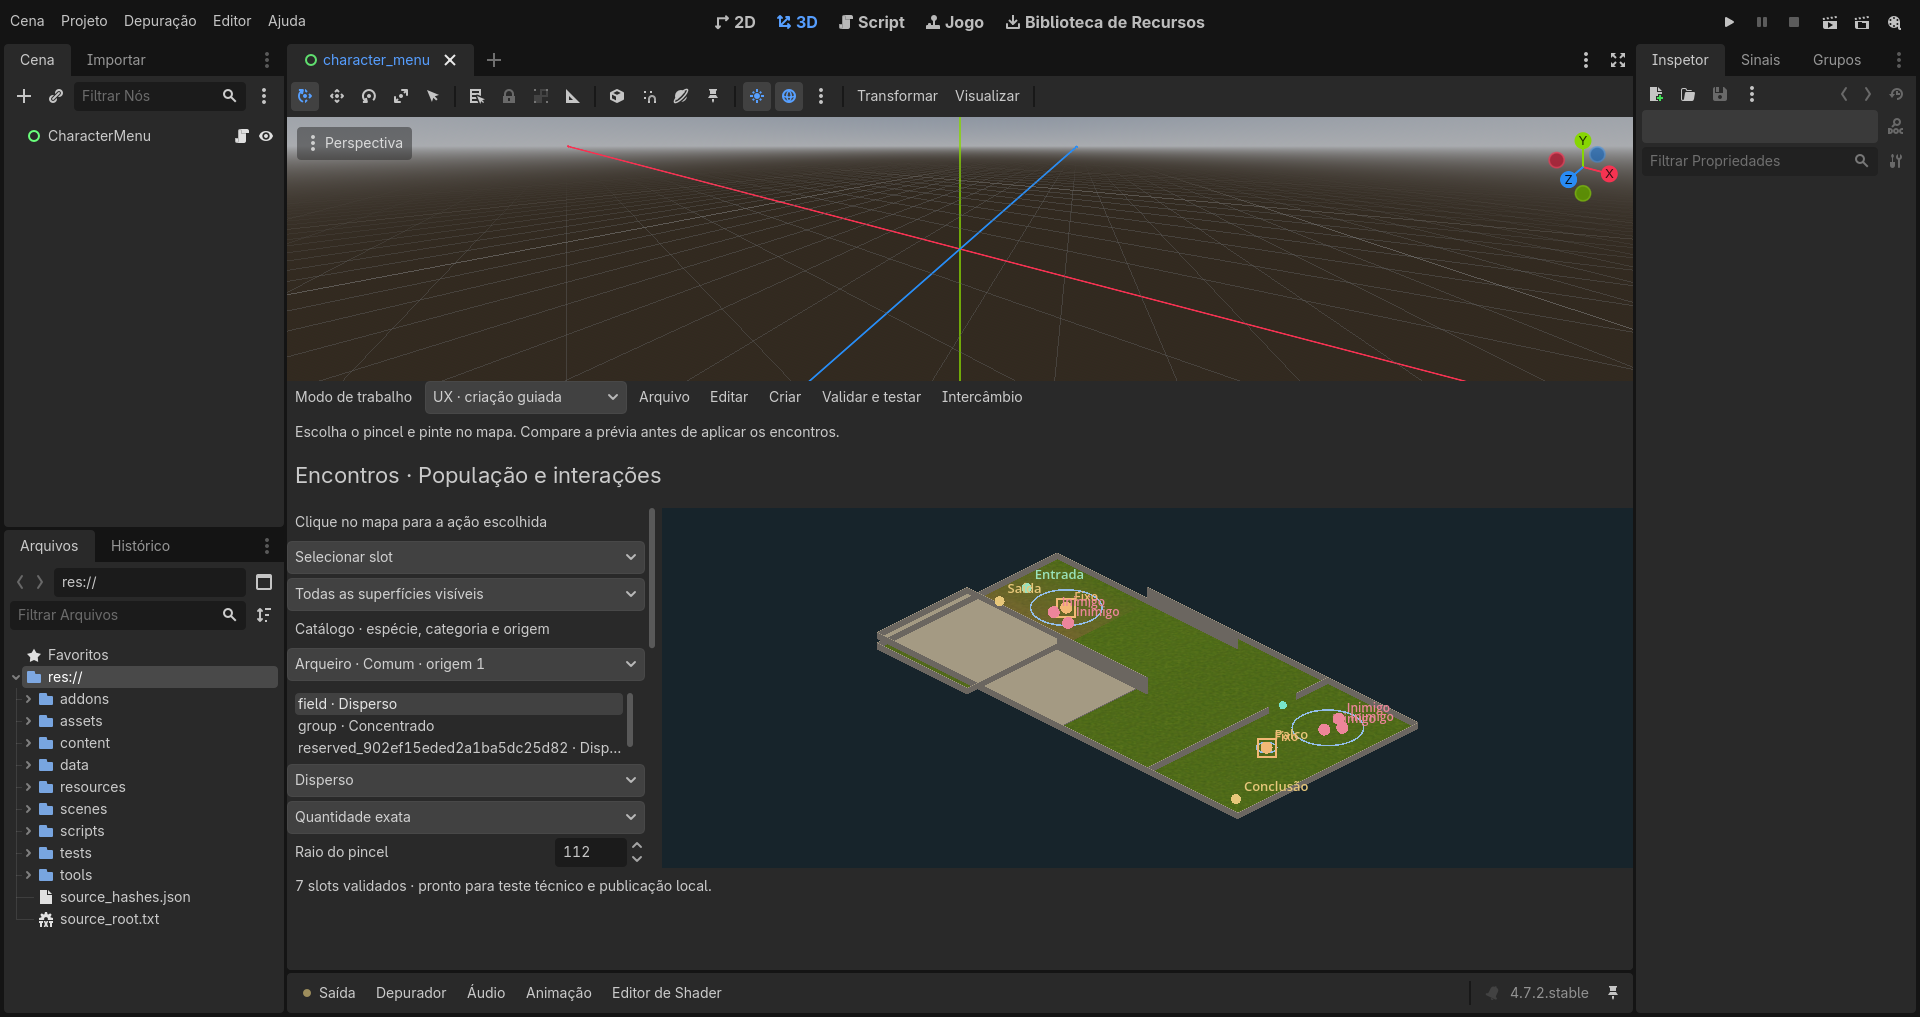 Cena Projeto Depuração Editor Ajuda
2D 3D Script Jogo Biblioteca de Recursos
Cena Importar
Filtrar Nós
CharacterMenu
Arquivos Histórico
res://
Filtrar Arquivos
Favoritos
res://
addons
assets
content
data
resources
scenes
scripts
tests
tools
source_hashes.json
source_root.txt
character_menu
Transformar Visualizar
Perspectiva
Y
X
Z
Modo de trabalho UX · criação guiada Arquivo Editar Criar Validar e testar Intercâmbio
Escolha o pincel e pinte no mapa. Compare a prévia antes de aplicar os encontros.
Encontros · População e interações
Clique no mapa para a ação escolhida
Selecionar slot
Todas as superfícies visíveis
Catálogo · espécie, categoria e origem
Arqueiro · Comum · origem 1
field · Disperso
group · Concentrado
reserved_902ef15eded2a1ba5dc25d82 · Disp...
Disperso
Quantidade exata
Raio do pincel 112
7 slots validados · pronto para teste técnico e publicação local.
Entrada
Saída
Fixo
Inimigo
Inimigo
Inimigo
Conclusão
Saída Depurador Áudio Animação Editor de Shader
4.7.2.stable
Inspetor Sinais Grupos
DOC
Filtrar Propriedades